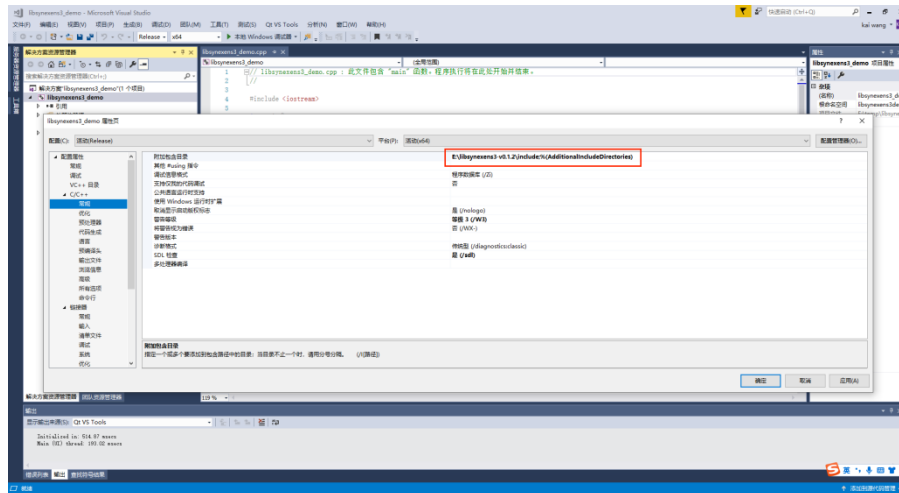 libsynexens3_demo - Microsoft Visual Studio
快速启动 (Ctrl+Q)
文件(F) 编辑(E) 视图(V) 项目(P) 生成(B) 调试(D) 团队(M) 工具(T) 测试(S) Qt VS Tools 分析(N) 窗口(W) 帮助(H)
kai wang
Release x64 本地 Windows 调试器
解决方案资源管理器
libsynexens3_demo.cpp
属性
libsynexens3_demo
(全局范围)
libsynexens3_demo 项目属性
搜索解决方案资源管理器(Ctrl+;)
1 // libsynexens3_demo.cpp : 此文件包含 "main" 函数。程序执行将在此处开始并结束。
2 //
3
4 #include <iostream>
5
解决方案"libsynexens3_demo"(1 个项目)
libsynexens3_demo
引用
杂项
(名称) libsynexens3_d
根命名空间 libsynexens3de
libsynexens3_demo 属性页
配置(C): 活动(Release)
平台(P): 活动(x64)
配置管理器(O)...
配置属性
常规
调试
VC++ 目录
C/C++
常规
优化
预处理器
代码生成
语言
预编译头
输出文件
浏览信息
高级
所有选项
命令行
链接器
常规
输入
清单文件
调试
系统
优化
附加包含目录 E:\libsynexens3-v0.1.2\include;%(AdditionalIncludeDirectories)
其他 #using 指令
调试信息格式 程序数据库 (/Zi)
支持仅我的代码调试 否
公共语言运行时支持
使用 Windows 运行时扩展
取消显示启动版权标志 是 (/nologo)
警告等级 等级 3 (/W3)
将警告视为错误 否 (/WX-)
警告版本
诊断格式 传统型 (/diagnostics:classic)
SDL 检查 是 (/sdl)
多处理器编译
附加包含目录
指定一个或多个要添加到包含路径中的目录；当目录不止一个时，请用分号分隔。 (/I[路径])
确定 取消 应用(A)
解决方案资源管理器 团队资源管理器
119 %
输出
显示输出来源(S): Qt VS Tools
Initialized in: 514.67 msecs
Main (UI) thread: 193.02 msecs
错误列表 输出 查找符号结果
英
就绪
添加到源代码管理